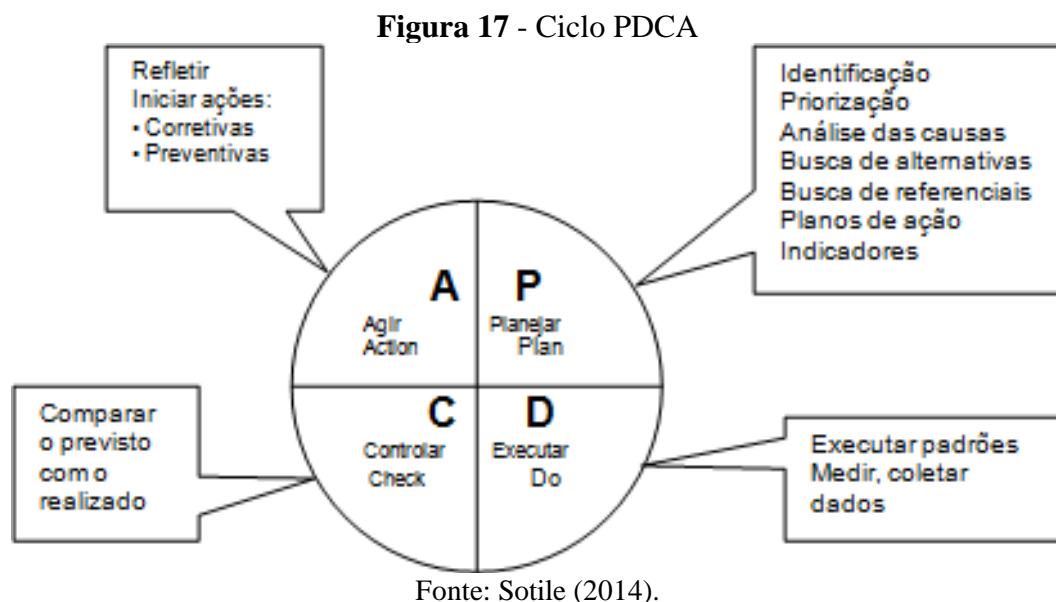 Figura 17 - Ciclo PDCA
Refletir
Iniciar ações:
• Corretivas
• Preventivas
Identificação
Priorização
Análise das causas
Busca de alternativas
Busca de referenciais
Planos de ação
Indicadores
A
Agir
Action
P
Planejar
Plan
C
Controlar
Check
D
Executar
Do
Comparar
o previsto
com o
realizado
Executar padrões
Medir, coletar
dados
Fonte: Sotile (2014).